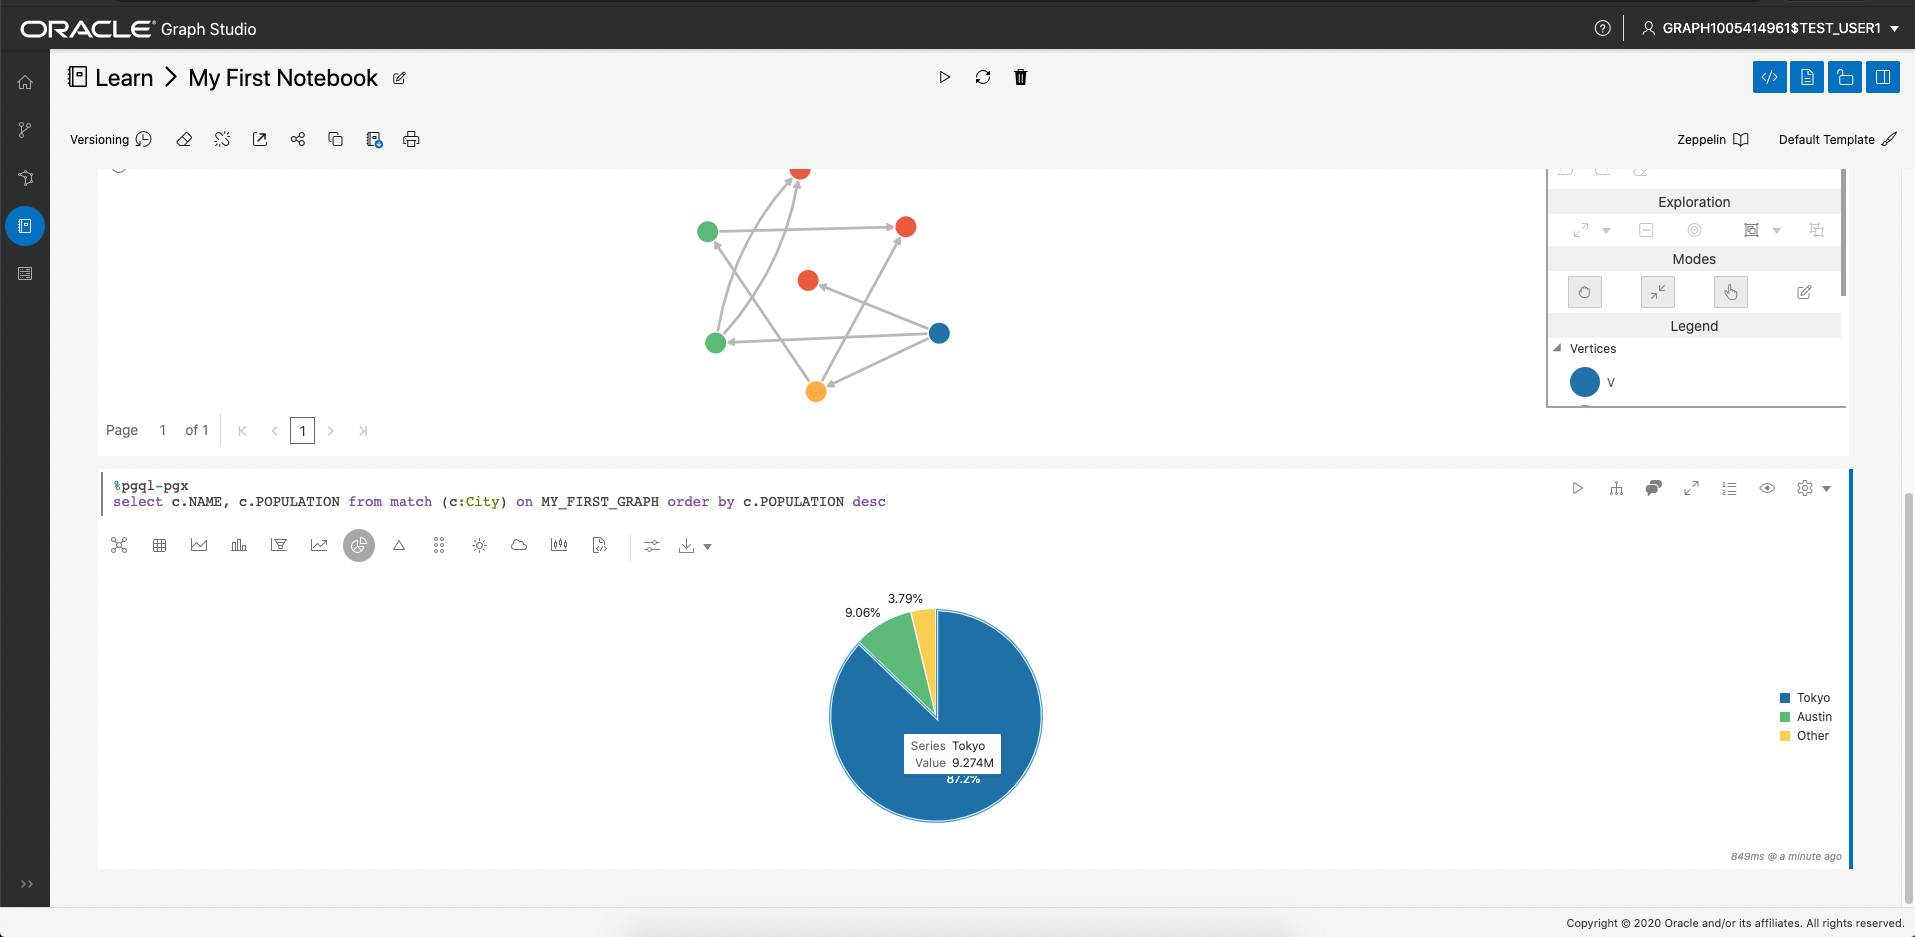 ORACLE® Graph Studio
GRAPH1005414961$TEST_USER1
Learn > My First Notebook
Versioning
Zeppelin
Default Template
Exploration
Modes
Legend
Vertices
V
Page 1 of 1
1
%pgql-pgx
select c.NAME, c.POPULATION from match (c:City) on MY_FIRST_GRAPH order by c.POPULATION desc
3.79%
9.06%
Tokyo
Austin
Other
Series Tokyo
Value 9.274M
87.2%
849ms @ a minute ago
Copyright © 2020 Oracle and/or its affiliates. All rights reserved.